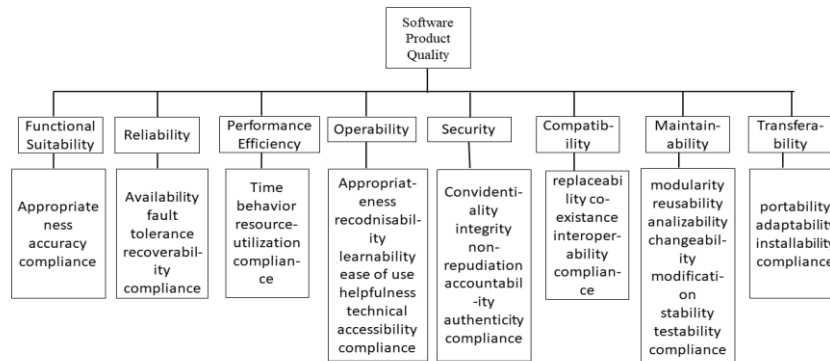 Software
Product
Quality
Functional
Suitability
Reliability
Performance
Efficiency
Operability
Security
Compatib-
ility
Maintain-
ability
Transfera-
bility
Appropriate
ness
accuracy
compliance
Availability
fault
tolerance
recoverabil-
ity
compliance
Time
behavior
resource-
utilization
complian-
ce
Appropriat-
eness
recodnisabil-
ity
learnability
ease of use
helpfulness
technical
accessibility
compliance
Convidenti-
ality
integrity
non-
repudiation
accountabi-
lity
authenticity
compliance
replaceabi
lity co-
existance
interoper-
ability
complian-
ce
modularity
reusability
analizability
changeabil-
ity
modificati-
on
stability
testability
compliance
portability
adaptability
installability
compliance